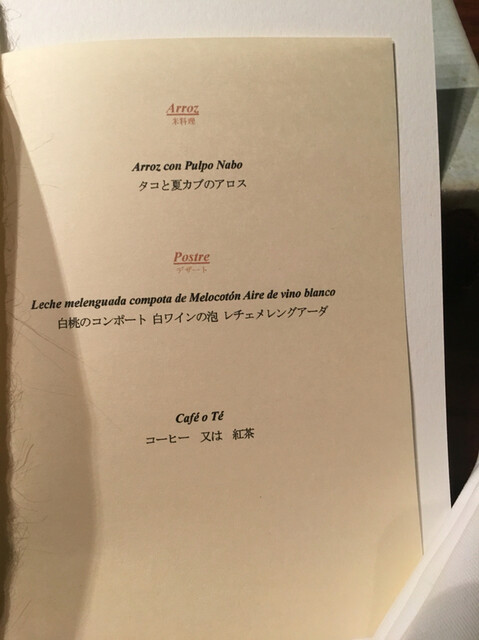 Arroz
米料理
Arroz con Pulpo Nabo
タコと夏カブのアロス
Postre
デザート
Leche melenguada compota de Melocotón Aire de vino blanco
白桃のコンポート 白ワインの泡 レチェメレングアーダ
Café o Té
コーヒー 又は 紅茶